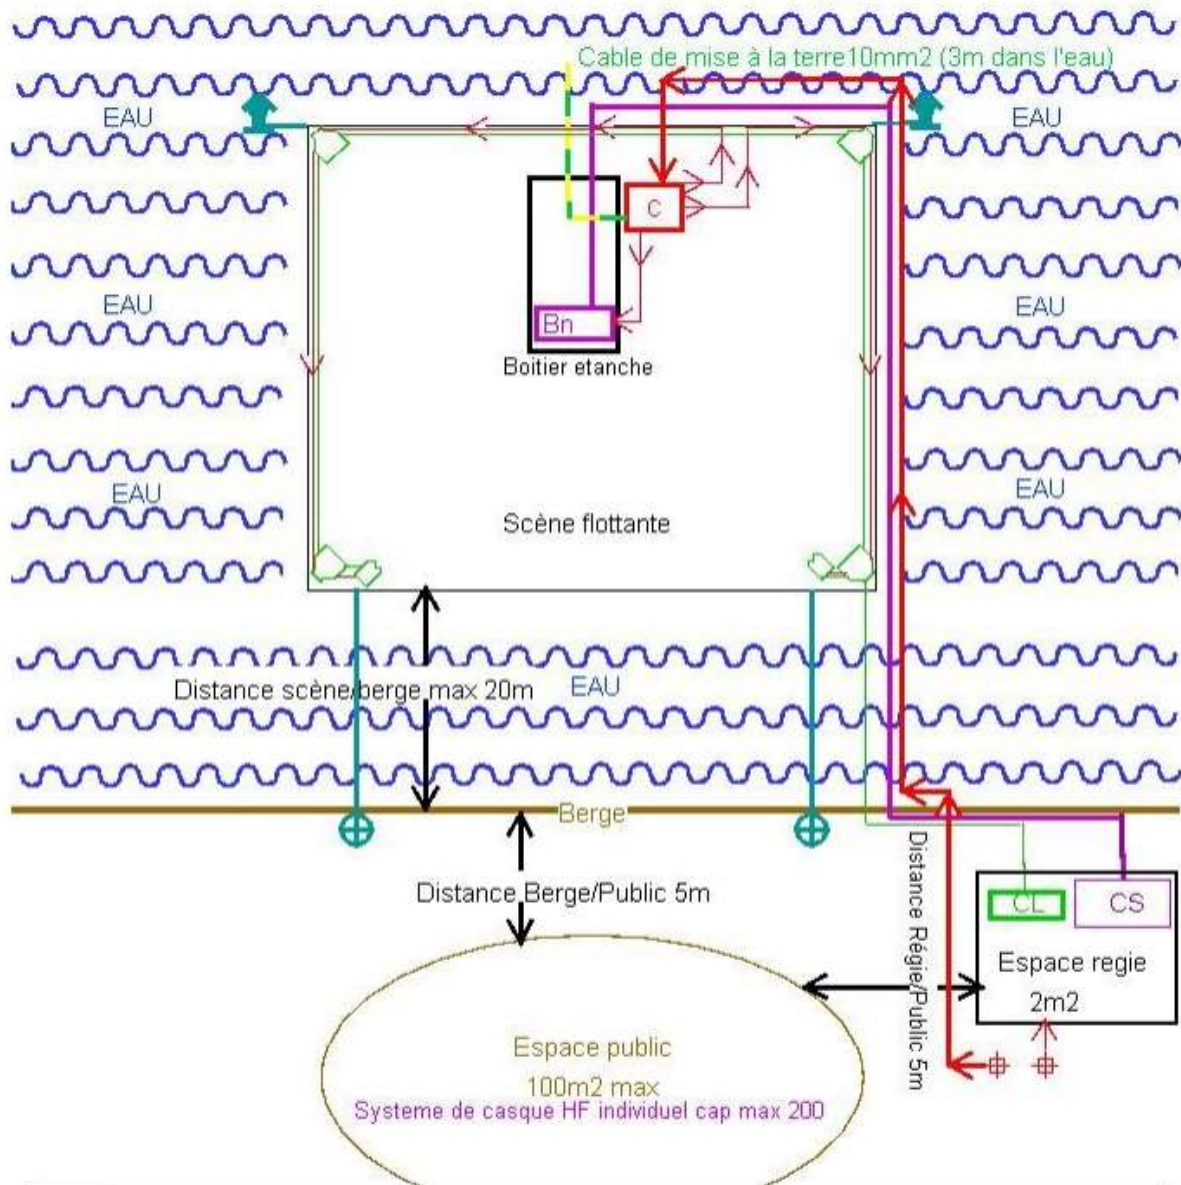 Cable de mise à la terre10mm2 (3m dans l'eau)
EAU
EAU
C
EAU
EAU
Bn
Boitier etanche
EAU
EAU
Scène flottante
Distance scène/berge max 20m
EAU
Berge
Distance Berge/Public 5m
Distance Régie/Public 5m
CL
CS
Espace regie
2m2
Espace public
100m2 max
Systeme de casque HF individuel cap max 200